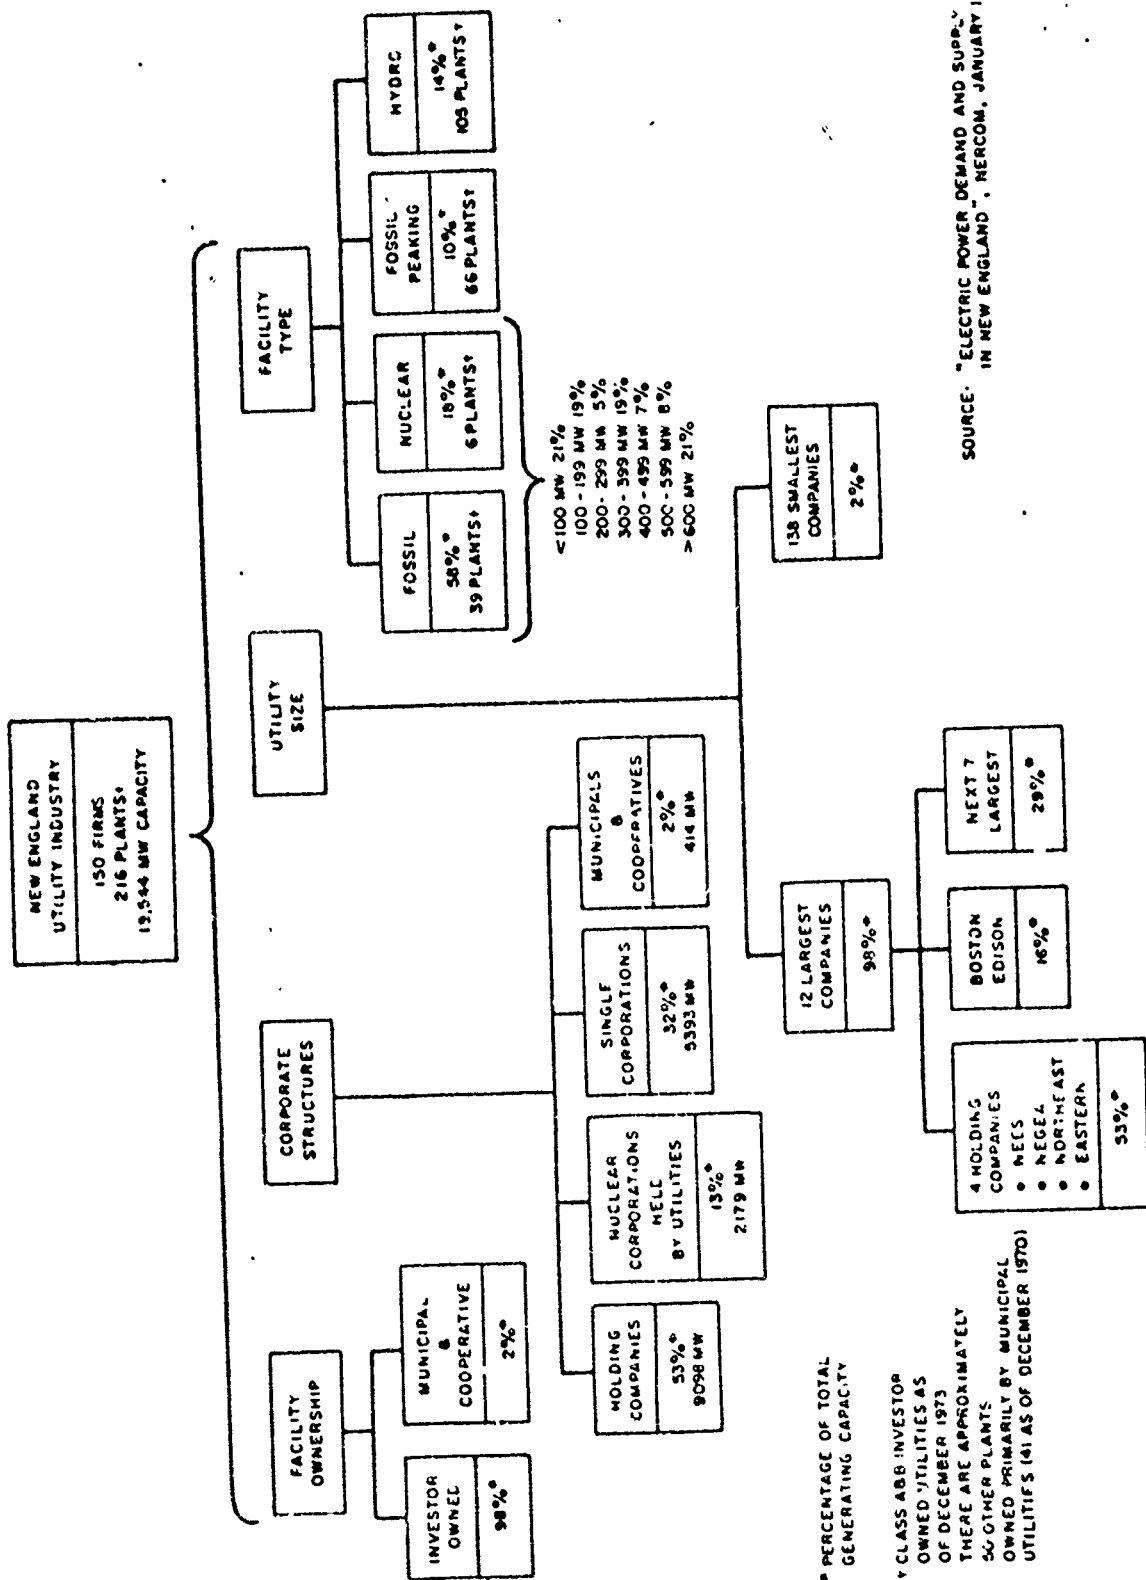 NEW ENGLAND
UTILITY INDUSTRY
150 FIRMS
216 PLANTS+
19,544 MW CAPACITY
FACILITY
OWNERSHIP
INVESTOR
OWNED
98%*
MUNICIPAL
&
COOPERATIVE
2%*
CORPORATE
STRUCTURES
HOLDING
COMPANIES
53%*
9098 MW
NUCLEAR
CORPORATIONS
HELD
BY UTILITIES
13%*
2179 MW
SINGLE
CORPORATIONS
32%*
5393 MW
MUNICIPALS
&
COOPERATIVES
2%*
414 MW
UTILITY
SIZE
12 LARGEST
COMPANIES
98%*
4 HOLDING
COMPANIES
• NEES
• NEGEA
• NORTHEAST
• EASTERN
53%*
BOSTON
EDISON
16%*
NEXT 7
LARGEST
29%*
138 SMALLEST
COMPANIES
2%*
FACILITY
TYPE
FOSSIL
58%*
39 PLANTS+
NUCLEAR
18%*
6 PLANTS+
FOSSIL
PEAKING
10%*
66 PLANTS+
HYDRO
14%*
105 PLANTS+
<100 MW 21%
100 - 199 MW 19%
200 - 299 MW 5%
300 - 399 MW 19%
400 - 499 MW 7%
500 - 599 MW 8%
>600 MW 21%
* PERCENTAGE OF TOTAL
GENERATING CAPACITY
+ CLASS A&B INVESTOR
OWNED UTILITIES AS
OF DECEMBER 1973
THERE ARE APPROXIMATELY
50 OTHER PLANTS
OWNED PRIMARILY BY MUNICIPAL
UTILITIES (41 AS OF DECEMBER 1970)
SOURCE: "ELECTRIC POWER DEMAND AND SUPPLY
IN NEW ENGLAND", NERCOM, JANUARY